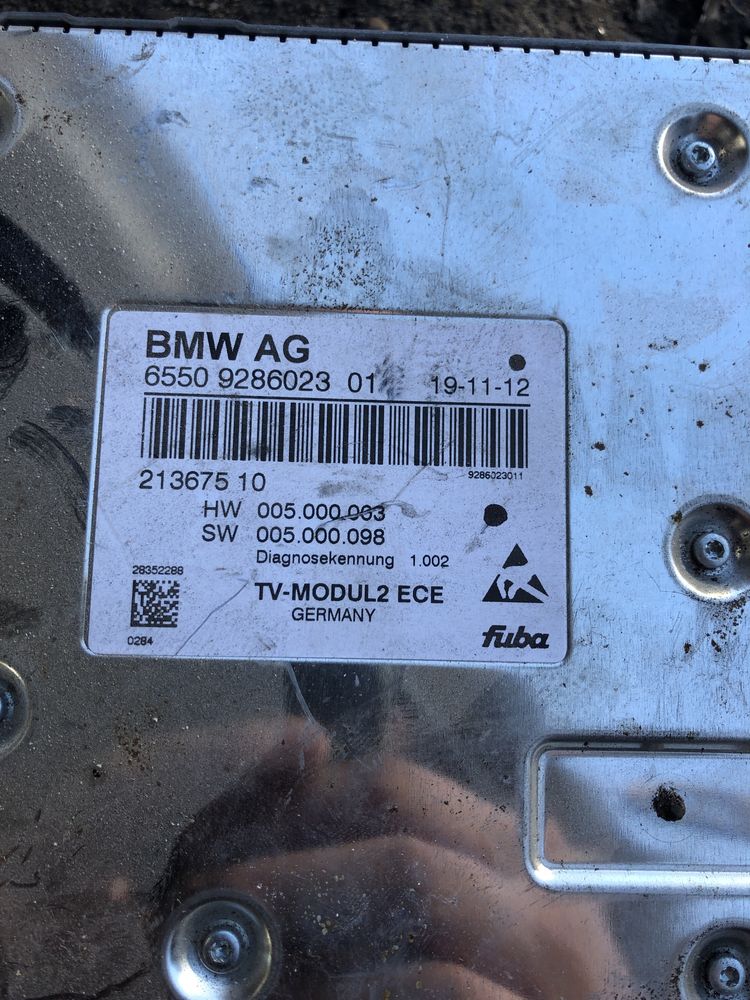 BMW AG
6550 9286023 01 19-11-12
9286023011
213675 10
HW 005.000.003
SW 005.000.098
Diagnosekennung 1.002
28352288
TV-MODUL2 ECE
GERMANY
0284
fuba